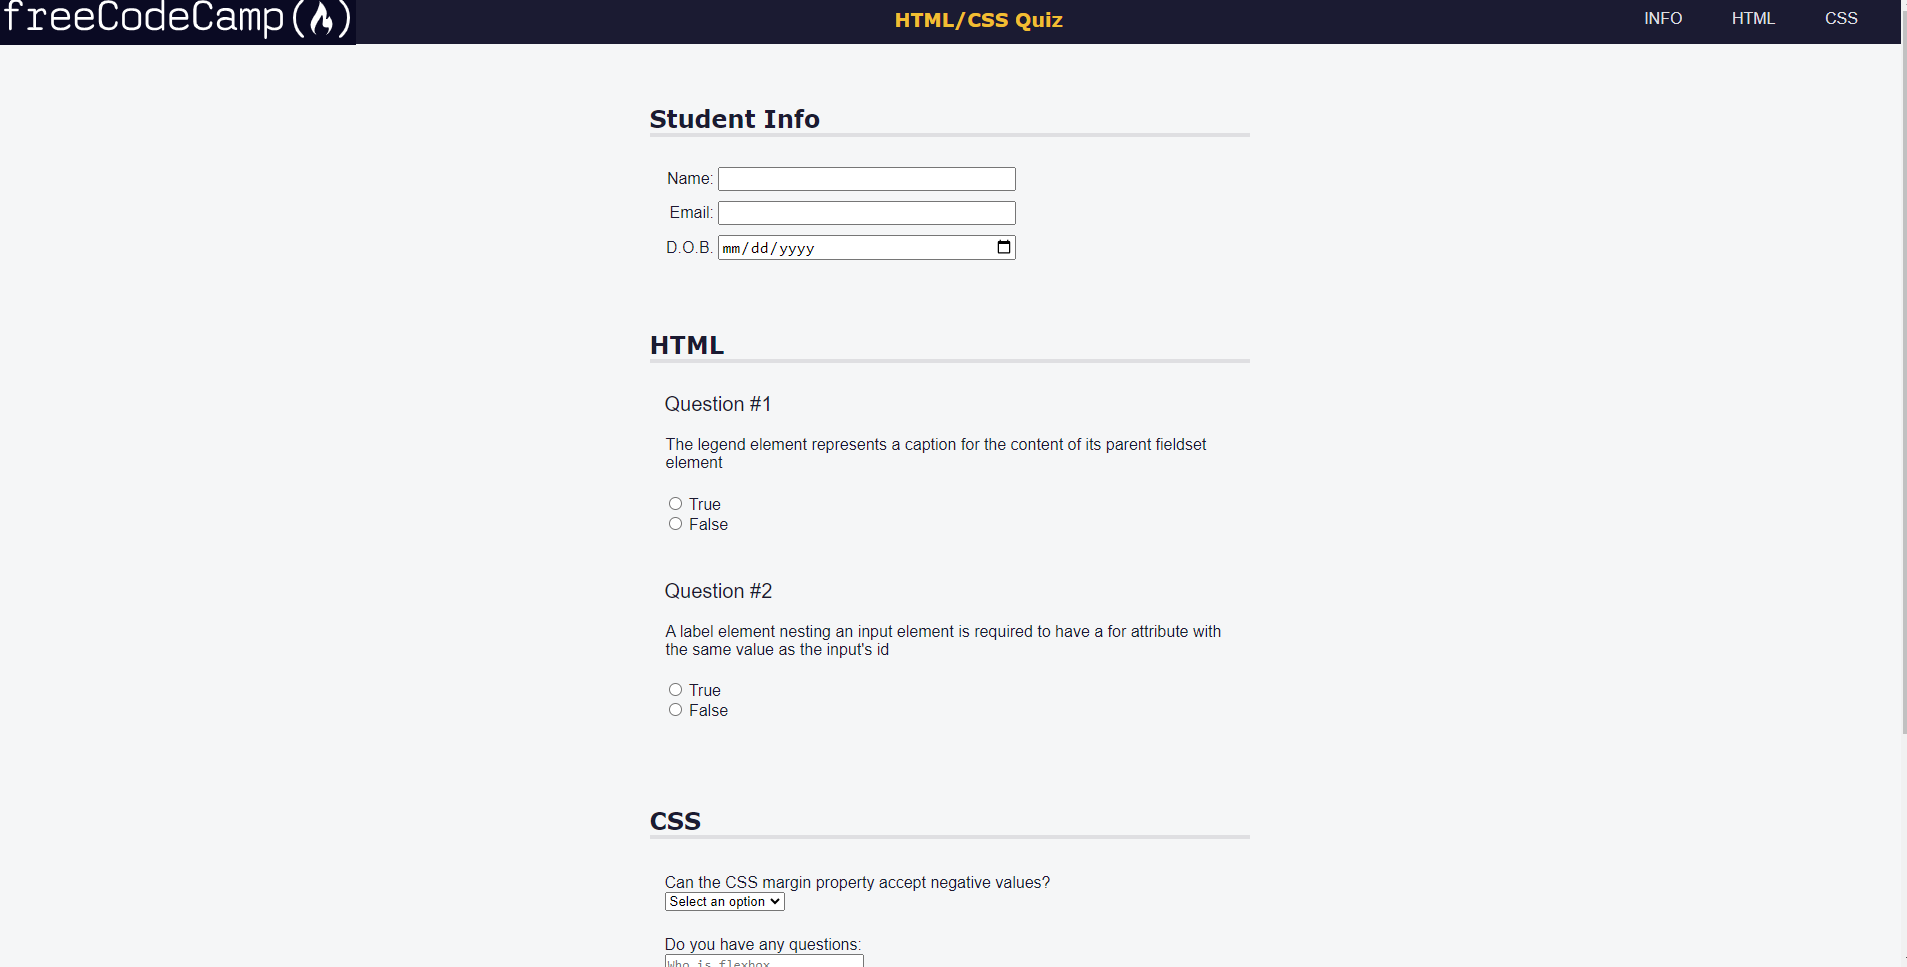 freeCodeCamp
HTML/CSS Quiz
INFO
HTML
CSS
Student Info
Name:
Email:
D.O.B.
mm/dd/yyyy
HTML
Question #1
The legend element represents a caption for the content of its parent fieldset
element
True
False
Question #2
A label element nesting an input element is required to have a for attribute with
the same value as the input's id
True
False
CSS
Can the CSS margin property accept negative values?
Select an option
Do you have any questions:
Who is flexbox